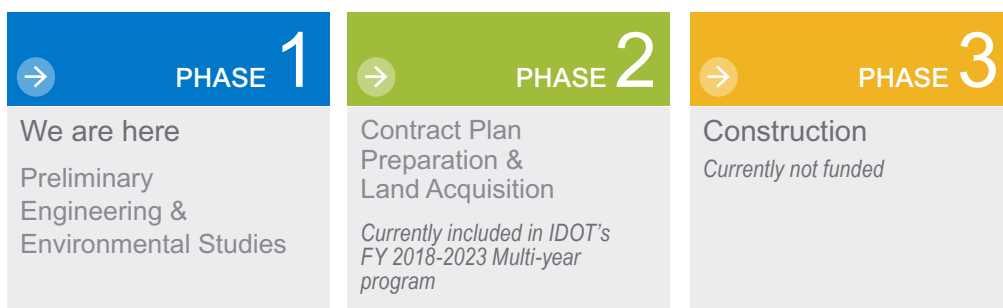 PHASE 1
We are here
Preliminary
Engineering &
Environmental Studies
PHASE 2
Contract Plan
Preparation &
Land Acquisition
Currently included in IDOT's
FY 2018-2023 Multi-year
program
PHASE 3
Construction
Currently not funded